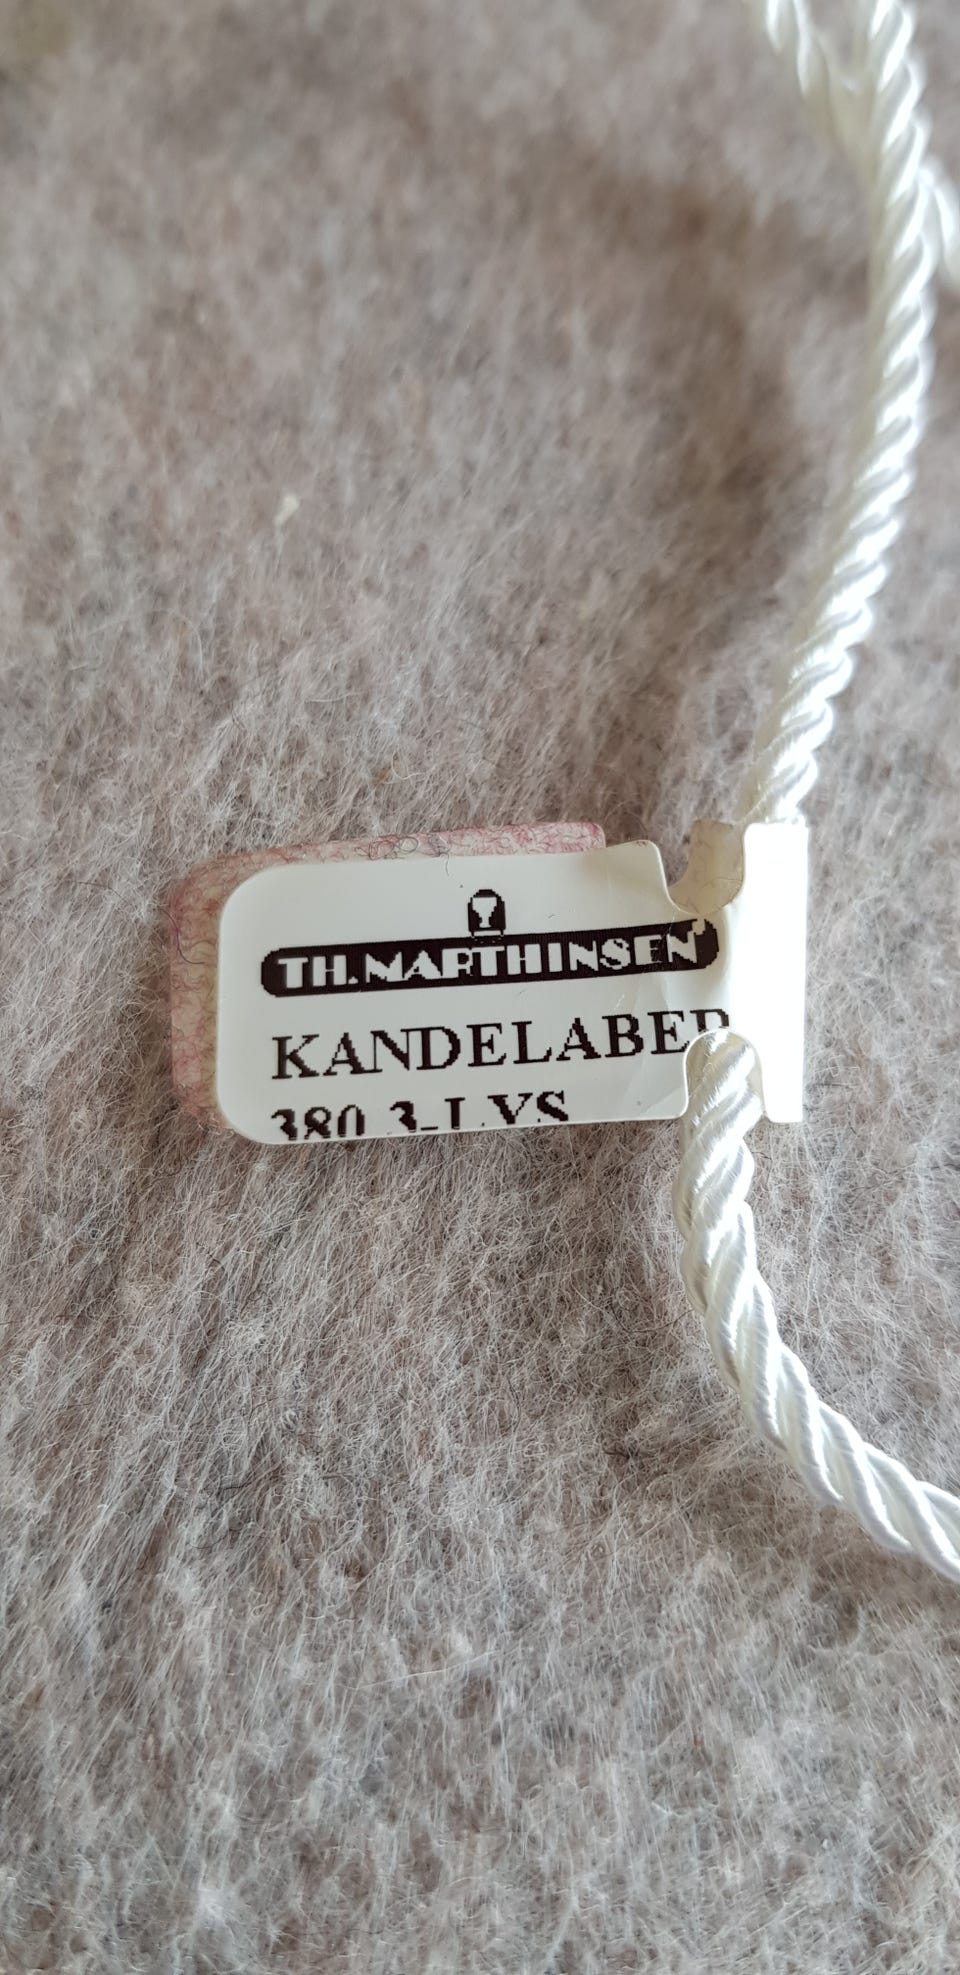 TH. MARTHINSEN
KANDELABER
380 3-LYS